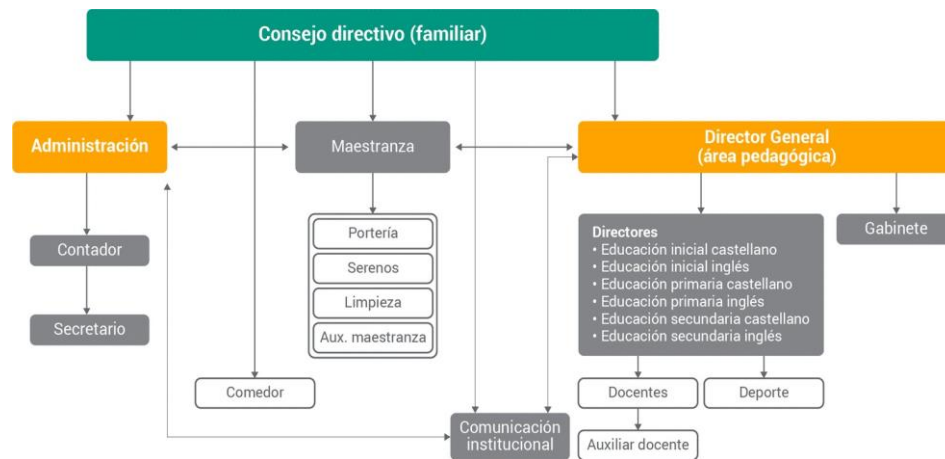 Consejo directivo (familiar)
Administración
Maestranza
Director General
(área pedagógica)
Contador
Secretario
Portería
Serenos
Limpieza
Aux. maestranza
Directores
• Educación inicial castellano
• Educación inicial inglés
• Educación primaria castellano
• Educación primaria inglés
• Educación secundaria castellano
• Educación secundaria inglés
Gabinete
Comedor
Docentes
Deporte
Comunicación
institucional
Auxiliar docente